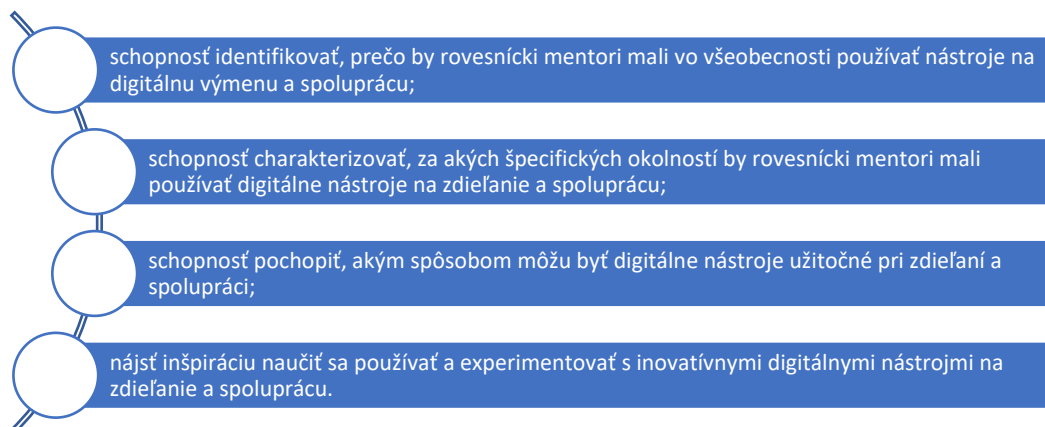 schopnosť identifikovať, prečo by rovesnícki mentori mali vo všeobecnosti používať nástroje na
digitálnu výmenu a spoluprácu;
schopnosť charakterizovať, za akých špecifických okolností by rovesnícki mentori mali
používať digitálne nástroje na zdieľanie a spoluprácu;
schopnosť pochopiť, akým spôsobom môžu byť digitálne nástroje užitočné pri zdieľaní a
spolupráci;
nájsť inšpiráciu naučiť sa používať a experimentovať s inovatívnymi digitálnymi nástrojmi na
zdieľanie a spoluprácu.